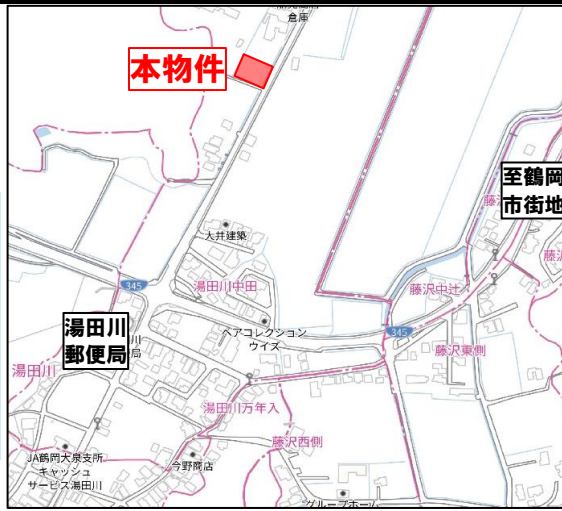 倉庫
本物件
至鶴岡
市街地
大井建築
345
湯田川中田
藤沢中辻
湯田川
郵便局
ヘアコレクション
ウイズ
345
藤沢東側
湯田川
湯田川万年入
藤沢西側
JA鶴岡大泉支所
キャッシュ
サービス湯田川
今野商店
グループホーム